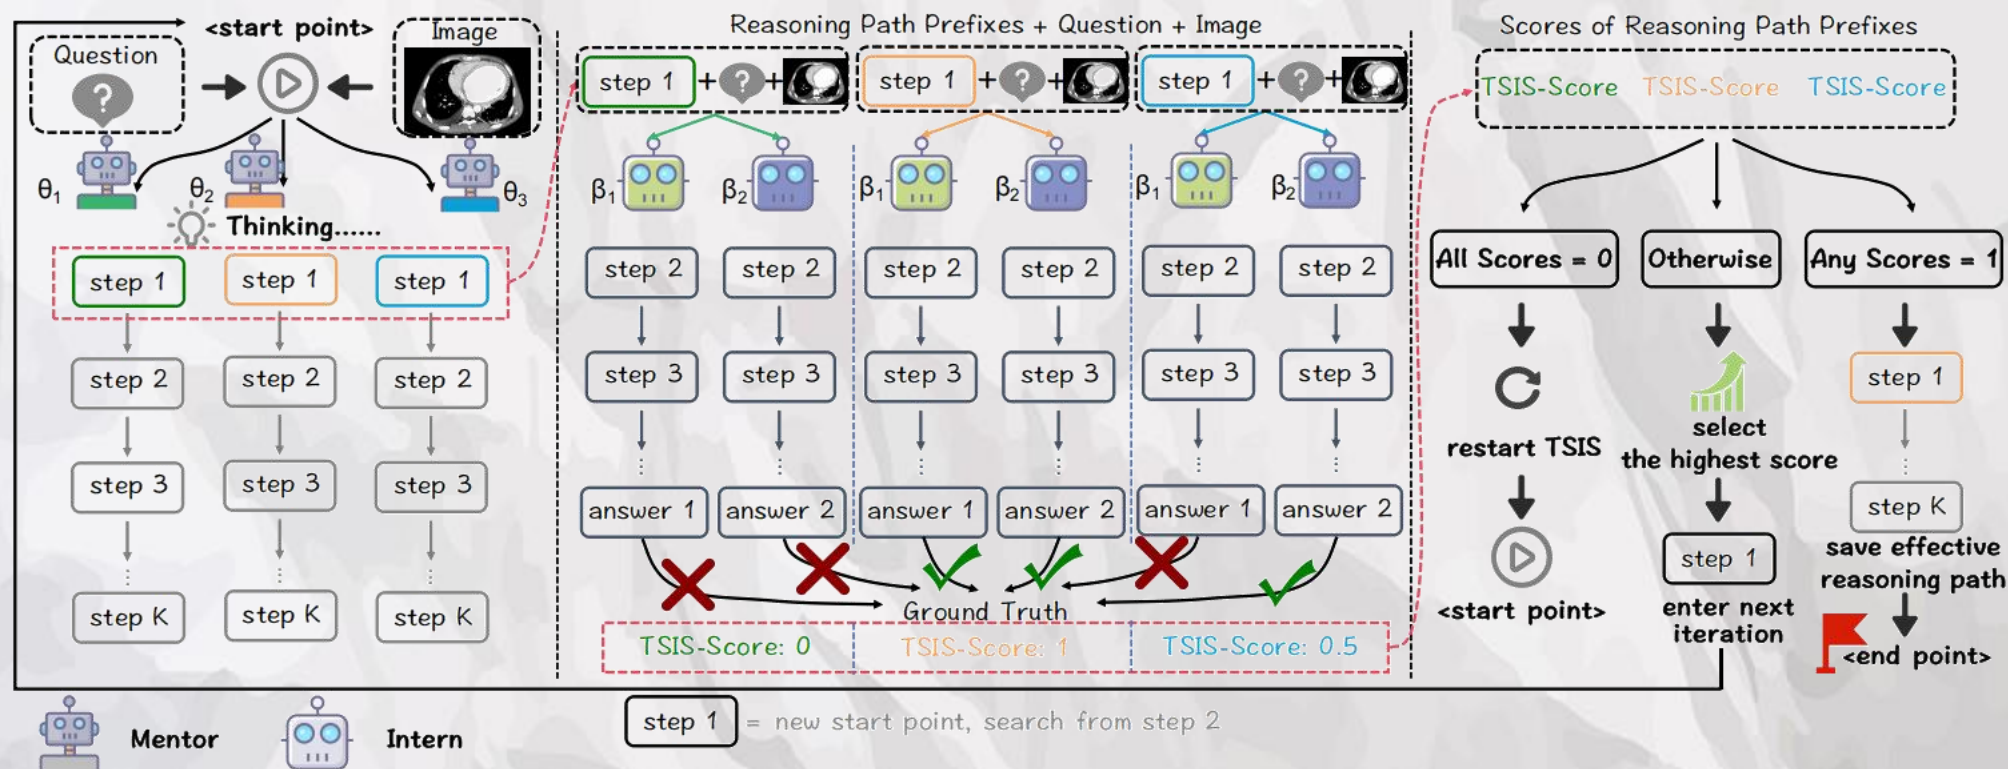 <start point>
Question
Image
θ1
θ2
θ3
Thinking......
step 1
step 1
step 1
step 2
step 2
step 2
step 3
step 3
step 3
step K
step K
step K
Reasoning Path Prefixes + Question + Image
step 1 + ? +
step 1 + ? +
step 1 + ? +
β1
β2
β1
β2
β1
β2
step 2
step 2
step 2
step 2
step 2
step 2
step 3
step 3
step 3
step 3
step 3
step 3
answer 1
answer 2
answer 1
answer 2
answer 1
answer 2
Ground Truth
TSIS-Score: 0
TSIS-Score: 1
TSIS-Score: 0.5
Scores of Reasoning Path Prefixes
TSIS-Score
TSIS-Score
TSIS-Score
All Scores = 0
Otherwise
Any Scores = 1
restart TSIS
<start point>
select
the highest score
step 1
enter next
iteration
step 1
step K
save effective
reasoning path
<end point>
Mentor
Intern
step 1 = new start point, search from step 2